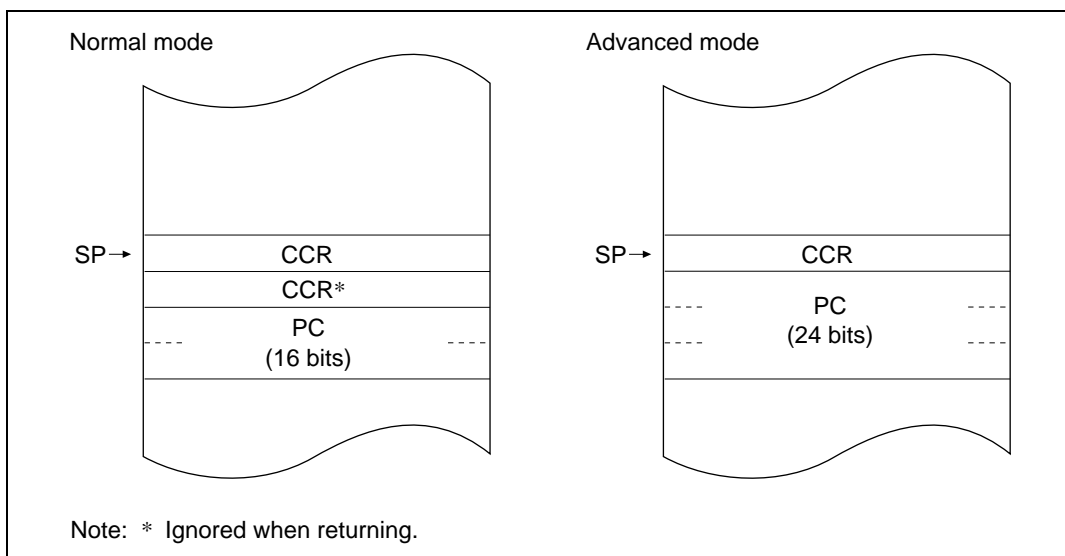 Normal mode
SP
CCR
CCR*
PC
(16 bits)
Advanced mode
SP
CCR
PC
(24 bits)
Note: * Ignored when returning.